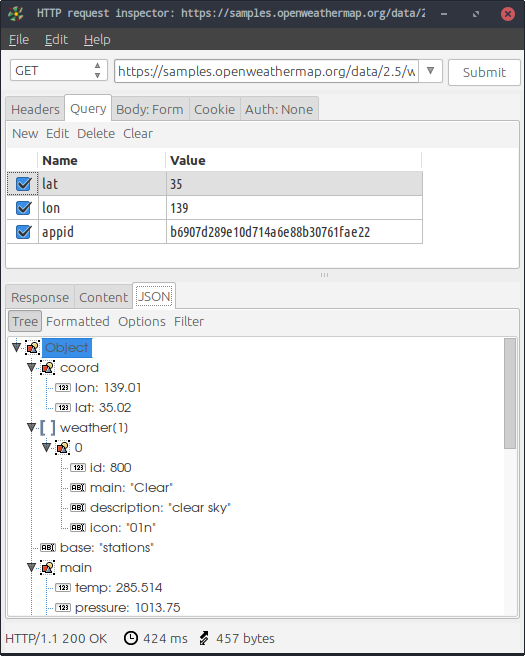 HTTP request inspector: https://samples.openweathermap.org/data/2
File Edit Help
GET https://samples.openweathermap.org/data/2.5/w Submit
Headers Query Body: Form Cookie Auth: None
New Edit Delete Clear
Name Value
lat 35
lon 139
appid b6907d289e10d714a6e88b30761fae22
Response Content JSON
Tree Formatted Options Filter
Object
coord
123 lon: 139.01
123 lat: 35.02
[ ] weather[1]
0
123 id: 800
ABC main: "Clear"
ABC description: "clear sky"
ABC icon: "01n"
ABC base: "stations"
main
123 temp: 285.514
123 pressure: 1013.75
HTTP/1.1 200 OK 424 ms 457 bytes